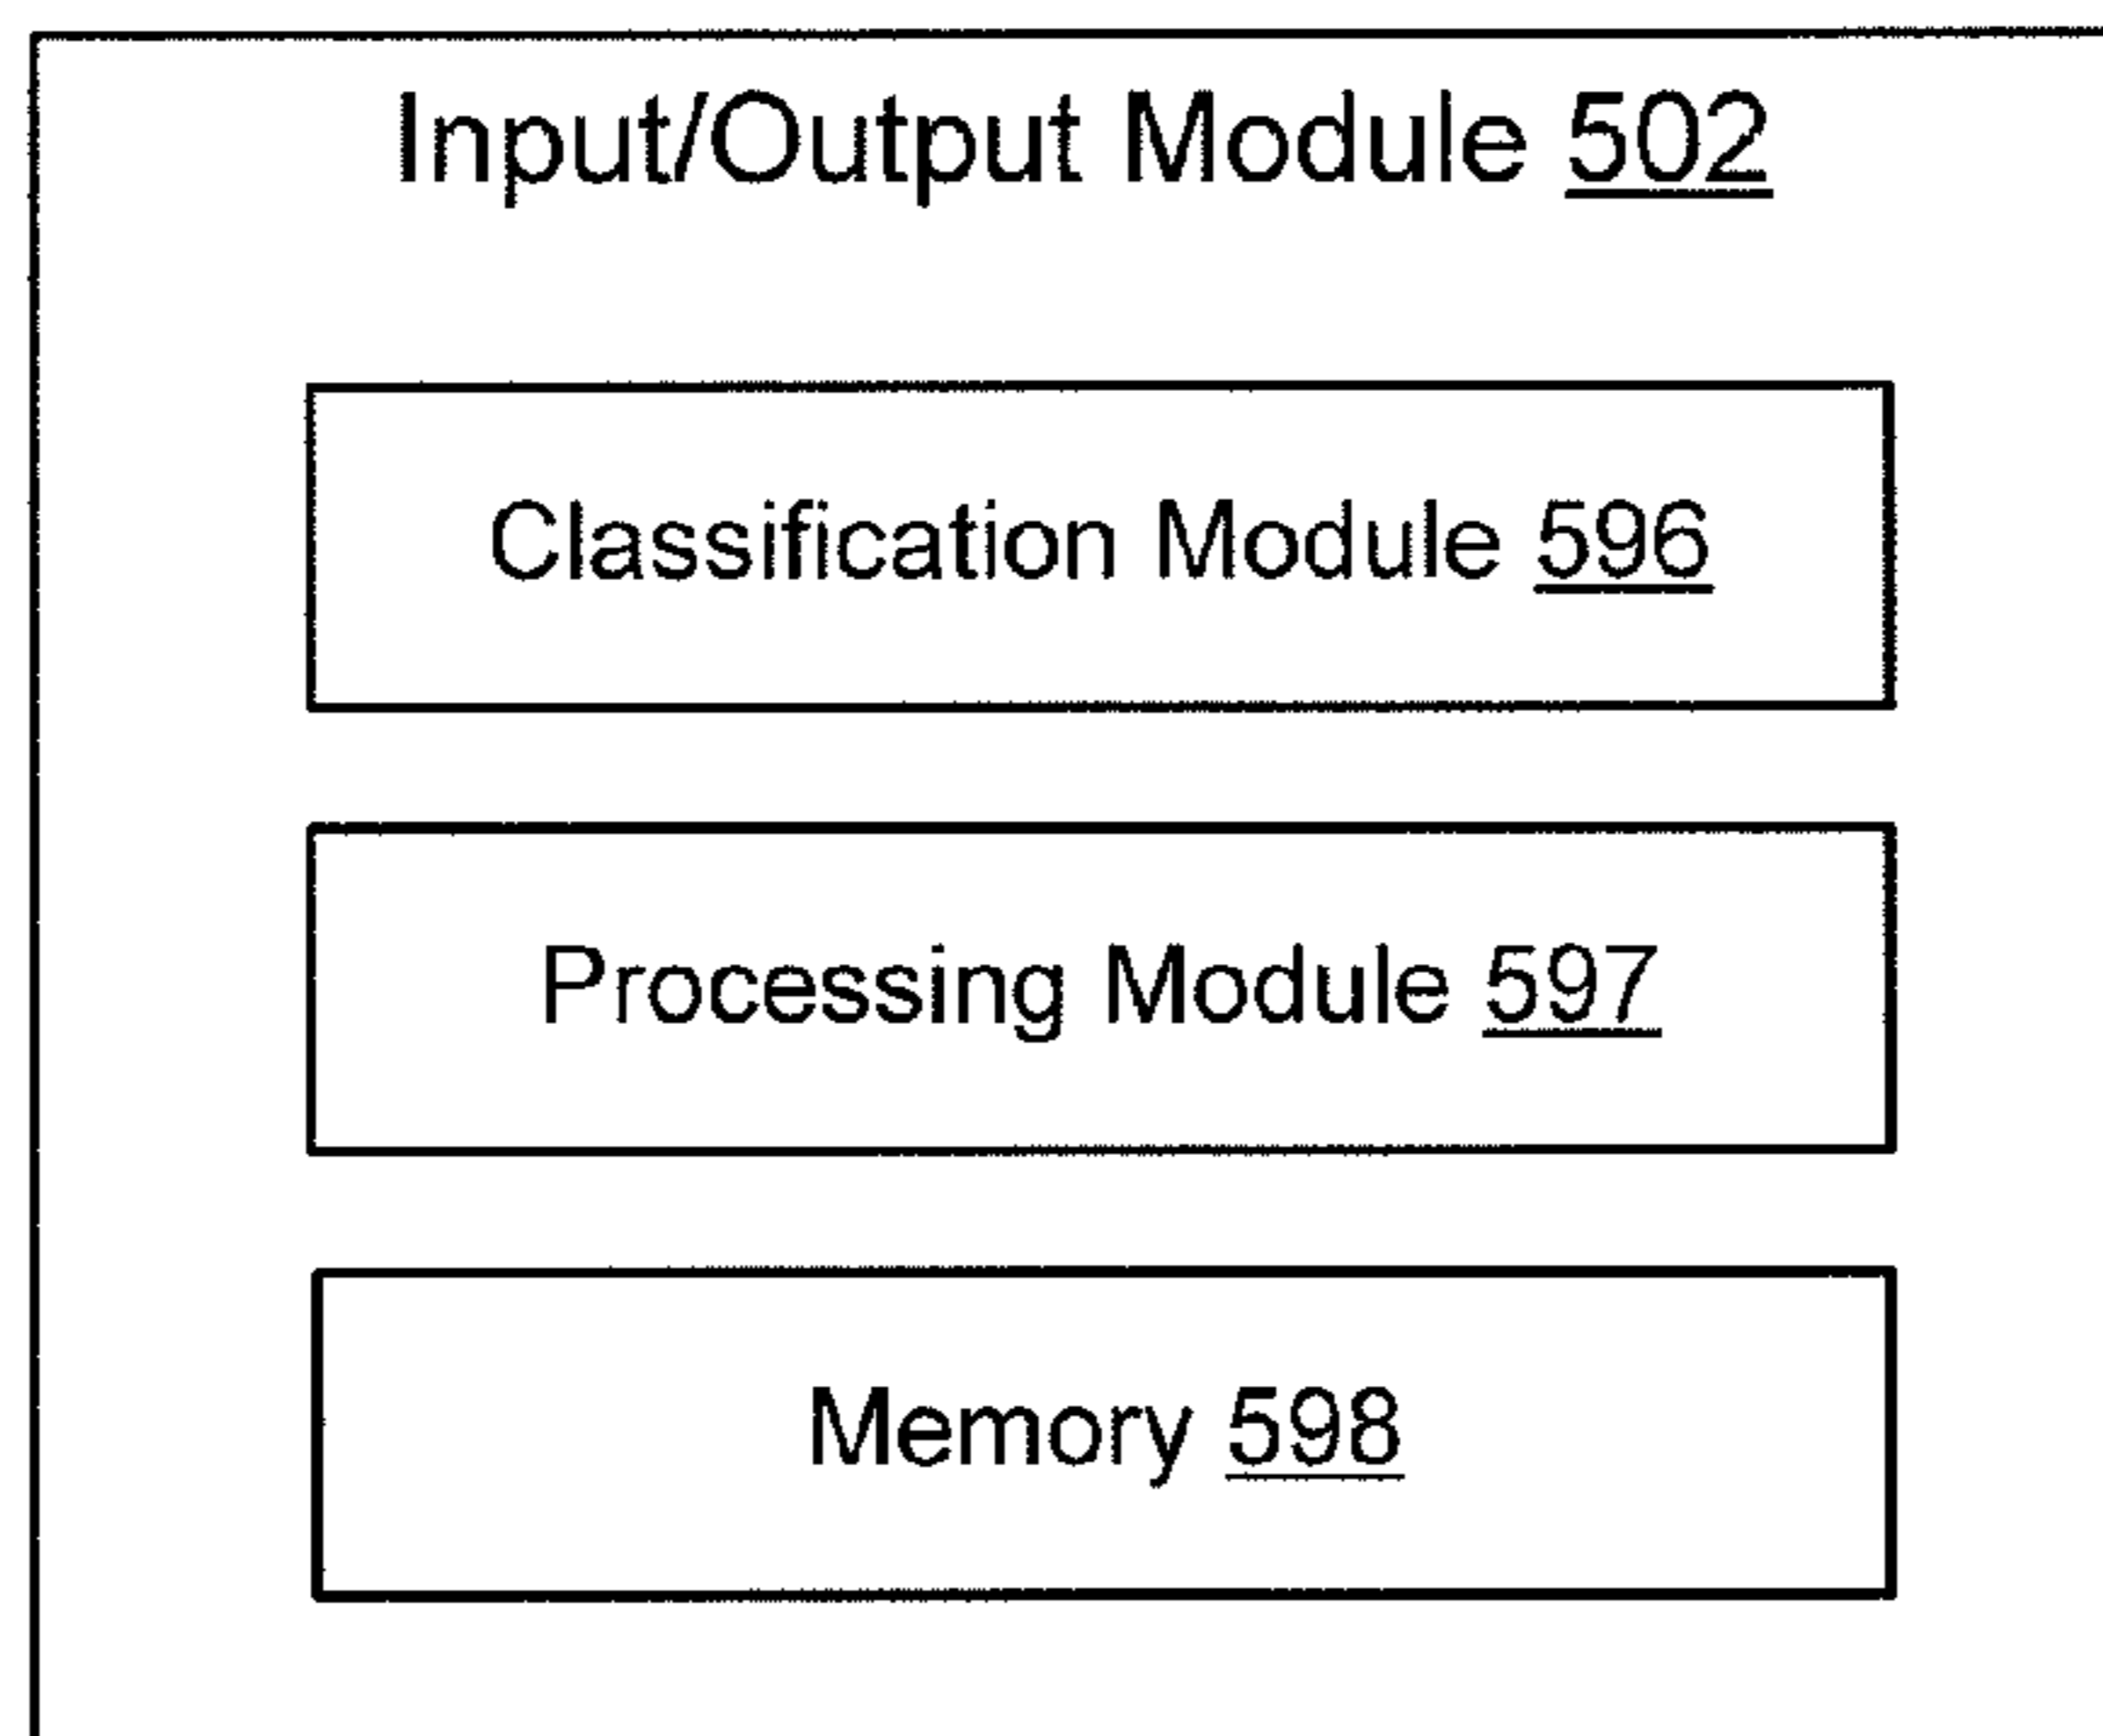 Input/Output Module 502
Classification Module 596
Processing Module 597
Memory 598